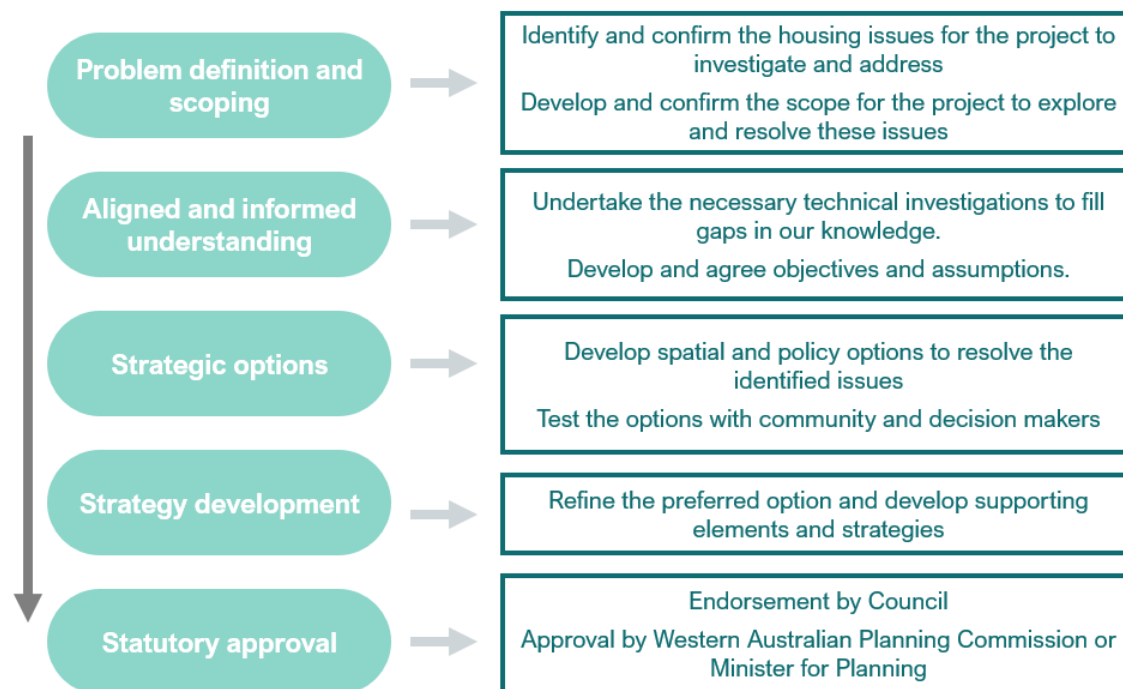 Problem definition and
scoping
Identify and confirm the housing issues for the project to
investigate and address
Develop and confirm the scope for the project to explore
and resolve these issues
Aligned and informed
understanding
Undertake the necessary technical investigations to fill
gaps in our knowledge.
Develop and agree objectives and assumptions.
Strategic options
Develop spatial and policy options to resolve the
identified issues
Test the options with community and decision makers
Strategy development
Refine the preferred option and develop supporting
elements and strategies
Statutory approval
Endorsement by Council
Approval by Western Australian Planning Commission or
Minister for Planning